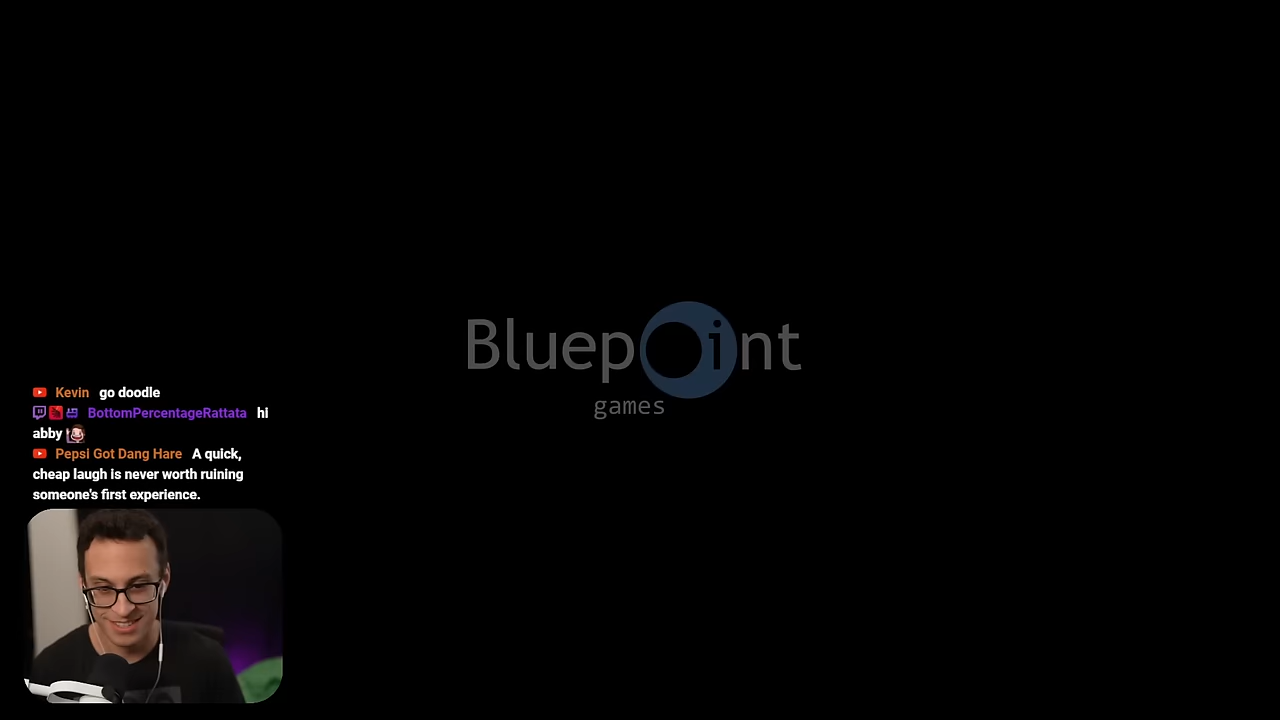 Bluepoint
games
Kevin go doodle
BottomPercentageRattata hi
abby
Pepsi Got Dang Hare A quick,
cheap laugh is never worth ruining
someone's first experience.